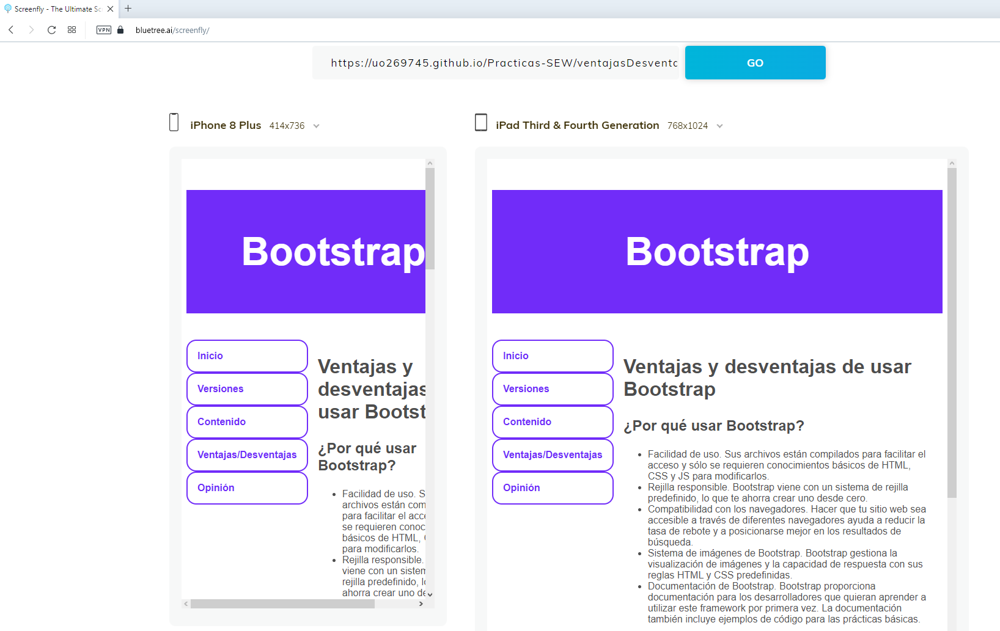 Screenfly - The Ultimate Sc
VPN
bluetree.ai/screenfly/
https://uo269745.github.io/Practicas-SEW/ventajasDesventa
GO
iPhone 8 Plus 414x736
Bootstrap
Inicio
Versiones
Contenido
Ventajas/Desventajas
Opinión
Ventajas y
desventajas
usar Bootst
¿Por qué usar
Bootstrap?
Facilidad de uso. S
archivos están com
para facilitar el acce
se requieren conoc
básicos de HTML,
para modificarlos.
Rejilla responsible.
viene con un sistem
rejilla predefinido, lo
ahorra crear uno de
iPad Third & Fourth Generation 768x1024
Bootstrap
Inicio
Versiones
Contenido
Ventajas/Desventajas
Opinión
Ventajas y desventajas de usar
Bootstrap
¿Por qué usar Bootstrap?
Facilidad de uso. Sus archivos están compilados para facilitar el
acceso y sólo se requieren conocimientos básicos de HTML,
CSS y JS para modificarlos.
Rejilla responsible. Bootstrap viene con un sistema de rejilla
predefinido, lo que te ahorra crear uno desde cero.
Compatibilidad con los navegadores. Hacer que tu sitio web sea
accesible a través de diferentes navegadores ayuda a reducir la
tasa de rebote y a posicionarse mejor en los resultados de
búsqueda.
Sistema de imágenes de Bootstrap. Bootstrap gestiona la
visualización de imágenes y la capacidad de respuesta con sus
reglas HTML y CSS predefinidas.
Documentación de Bootstrap. Bootstrap proporciona
documentación para los desarrolladores que quieran aprender a
utilizar este framework por primera vez. La documentación
también incluye ejemplos de código para las prácticas básicas.